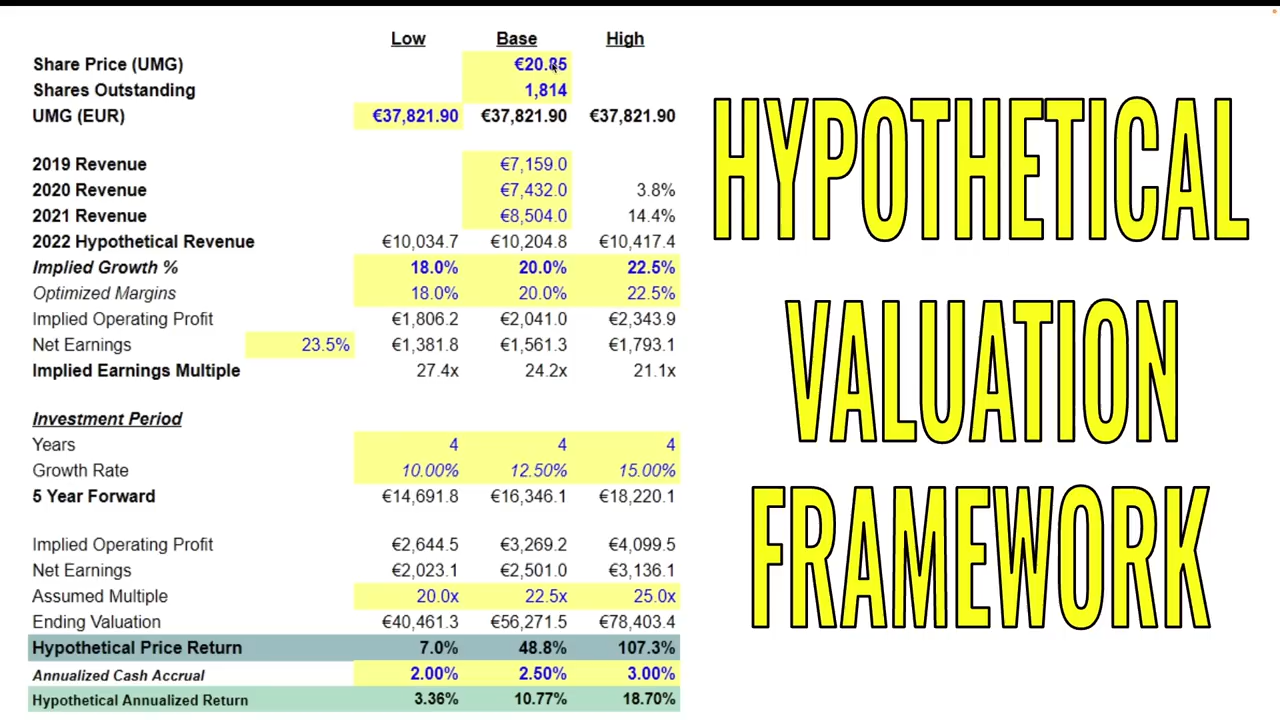 Low Base High
Share Price (UMG) €20.85
Shares Outstanding 1,814
UMG (EUR) €37,821.90 €37,821.90 €37,821.90
2019 Revenue €7,159.0
2020 Revenue €7,432.0 3.8%
2021 Revenue €8,504.0 14.4%
2022 Hypothetical Revenue €10,034.7 €10,204.8 €10,417.4
Implied Growth % 18.0% 20.0% 22.5%
Optimized Margins 18.0% 20.0% 22.5%
Implied Operating Profit €1,806.2 €2,041.0 €2,343.9
Net Earnings 23.5% €1,381.8 €1,561.3 €1,793.1
Implied Earnings Multiple 27.4x 24.2x 21.1x
Investment Period
Years 4 4 4
Growth Rate 10.00% 12.50% 15.00%
5 Year Forward €14,691.8 €16,346.1 €18,220.1
Implied Operating Profit €2,644.5 €3,269.2 €4,099.5
Net Earnings €2,023.1 €2,501.0 €3,136.1
Assumed Multiple 20.0x 22.5x 25.0x
Ending Valuation €40,461.3 €56,271.5 €78,403.4
Hypothetical Price Return 7.0% 48.8% 107.3%
Annualized Cash Accrual 2.00% 2.50% 3.00%
Hypothetical Annualized Return 3.36% 10.77% 18.70%
HYPOTHETICAL
VALUATION
FRAMEWORK